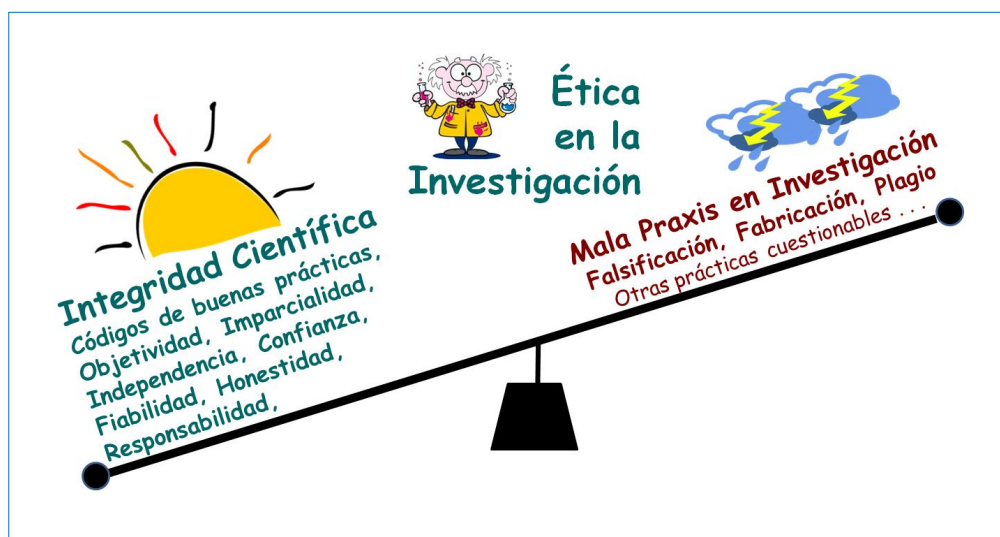 Ética
en la
Investigación
Integridad Científica
Códigos de buenas prácticas,
Objetividad, Imparcialidad,
Independencia, Confianza,
Fiabilidad, Honestidad,
Responsabilidad,
Mala Praxis en Investigación
Falsificación, Fabricación, Plagio
Otras prácticas cuestionables . . .